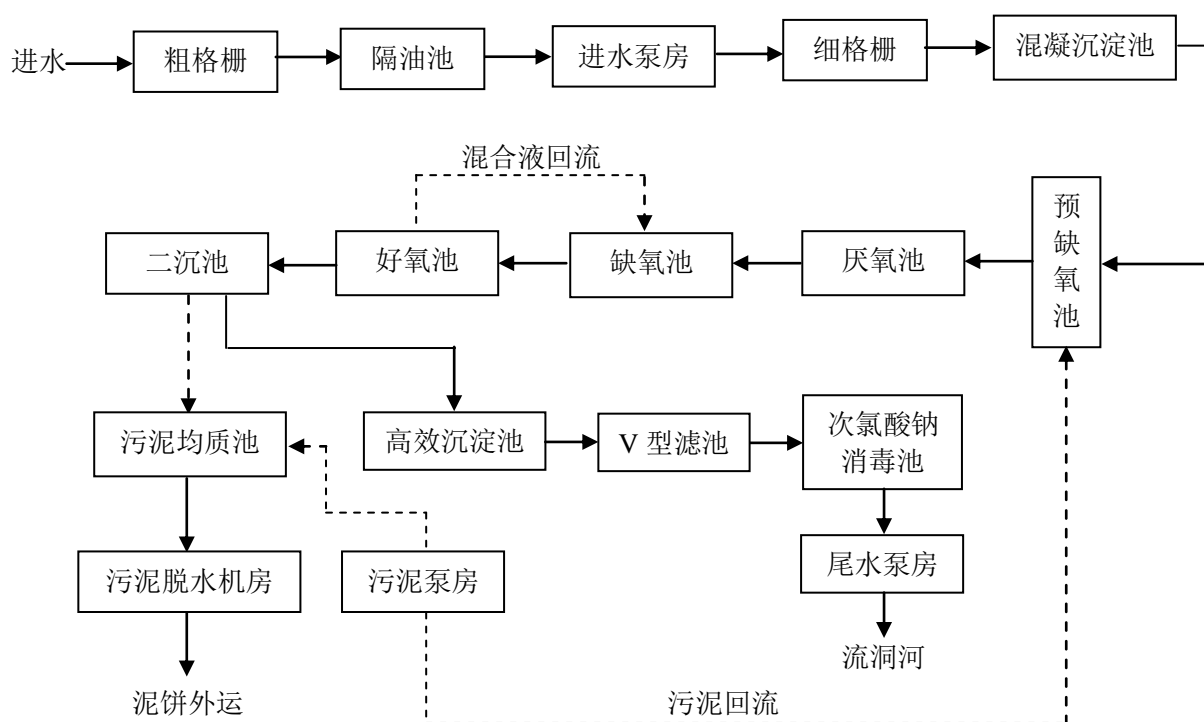 进水
粗格栅
隔油池
进水泵房
细格栅
混凝沉淀池
混合液回流
二沉池
好氧池
缺氧池
厌氧池
预
缺
氧
池
污泥均质池
高效沉淀池
V 型滤池
次氯酸钠
消毒池
污泥脱水机房
污泥泵房
尾水泵房
流洞河
泥饼外运
污泥回流